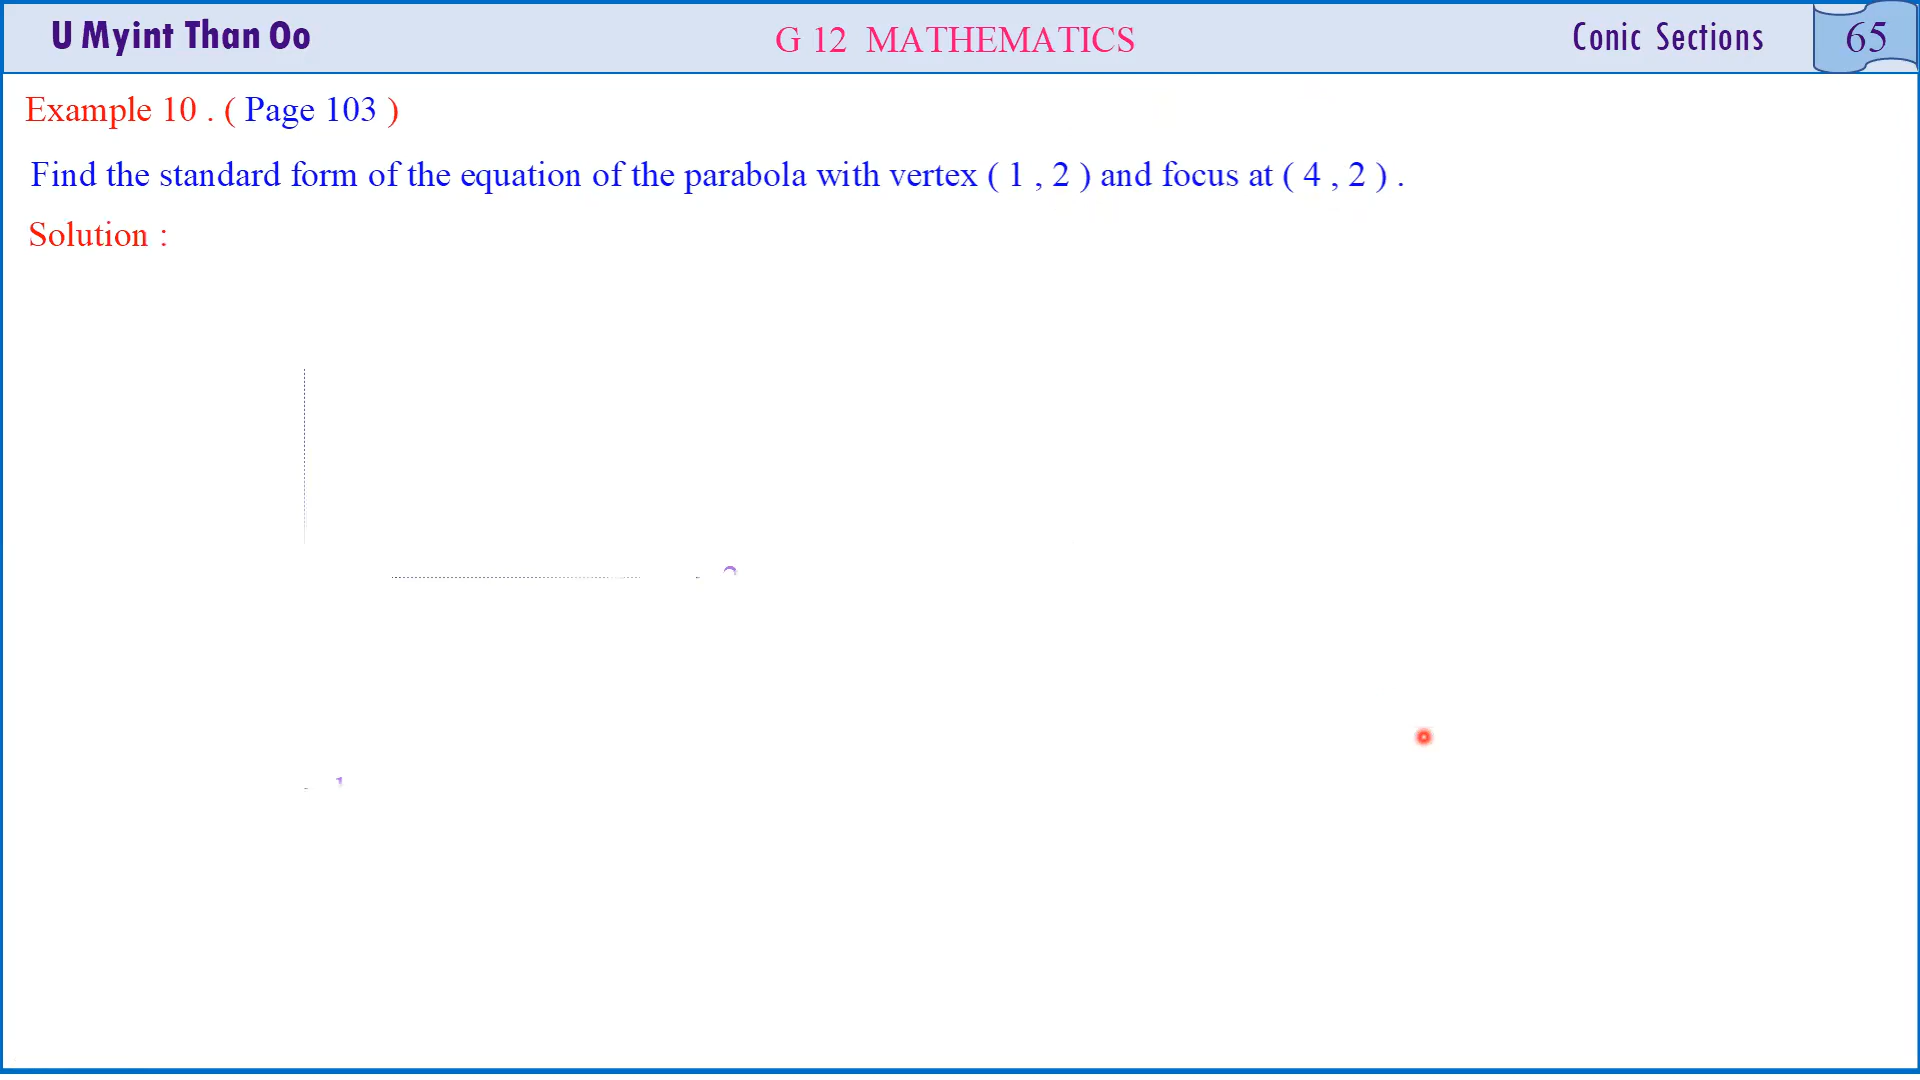 U Myint Than Oo
G 12 MATHEMATICS
Conic Sections
65
Example 10 . ( Page 103 )
Find the standard form of the equation of the parabola with vertex ( 1 , 2 ) and focus at ( 4 , 2 ) .
Solution :